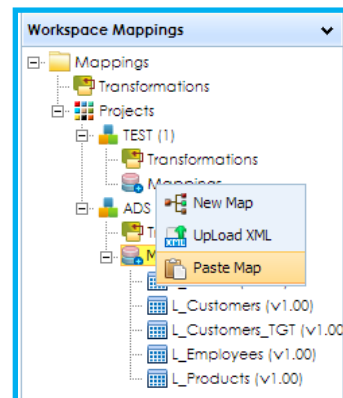 Workspace Mappings
Mappings
Transformations
Projects
TEST (1)
Transformations
Mappings
New Map
ADS
UpLoad XML
Paste Map
L_Customers (v1.00)
L_Customers_TGT (v1.00
L_Employees (v1.00)
L_Products (v1.00)